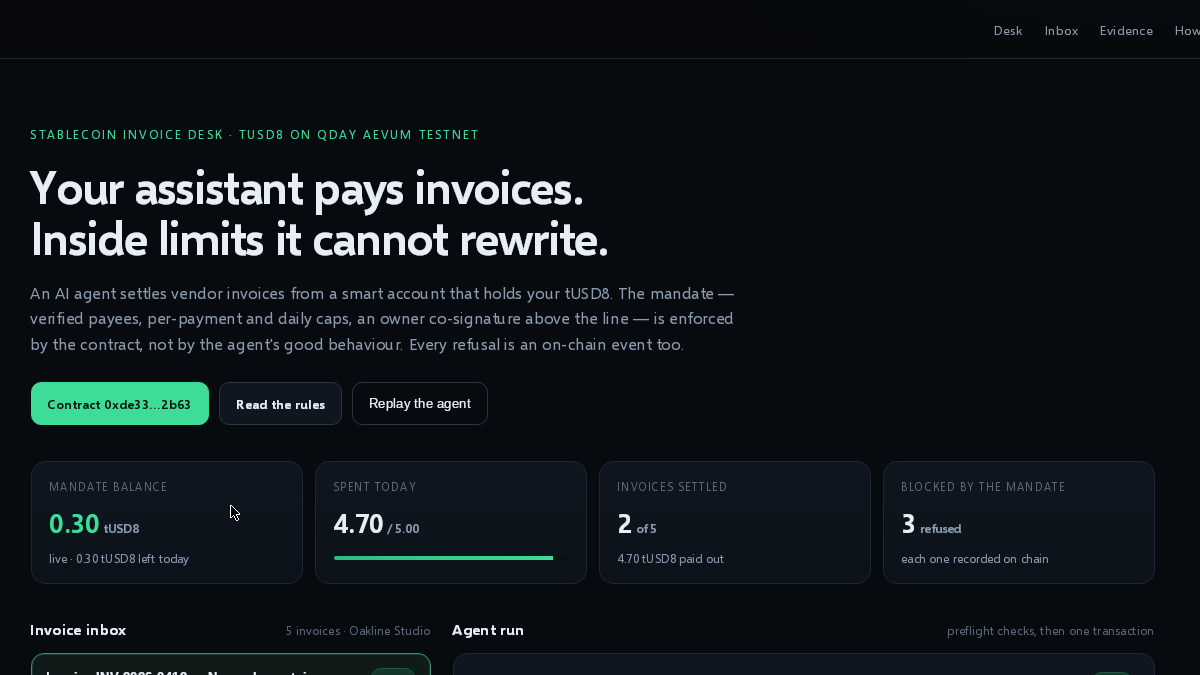 Desk Inbox Evidence How
STABLECOIN INVOICE DESK · TUSD8 ON QDAY AEVUM TESTNET
Your assistant pays invoices.
Inside limits it cannot rewrite.
An AI agent settles vendor invoices from a smart account that holds your tUSD8. The mandate —
verified payees, per-payment and daily caps, an owner co-signature above the line — is enforced
by the contract, not by the agent's good behaviour. Every refusal is an on-chain event too.
Contract 0xde33...2b63 Read the rules Replay the agent
MANDATE BALANCE SPENT TODAY INVOICES SETTLED BLOCKED BY THE MANDATE
0.30 tUSD8 4.70 / 5.00 2 of 5 3 refused
live · 0.30 tUSD8 left today 4.70 tUSD8 paid out each one recorded on chain
Invoice inbox 5 invoices · Oakline Studio Agent run preflight checks, then one transaction